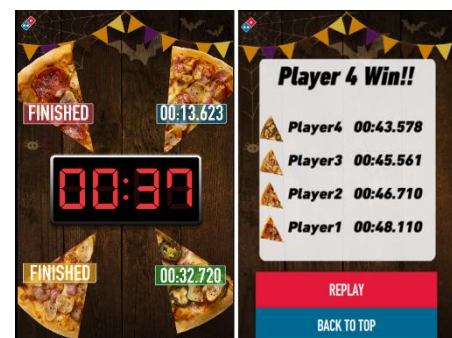 FINISHED
00:13.623
00:37
FINISHED
00:32.720
Player 4 Win!!
Player4 00:43.578
Player3 00:45.561
Player2 00:46.710
Player1 00:48.110
REPLAY
BACK TO TOP